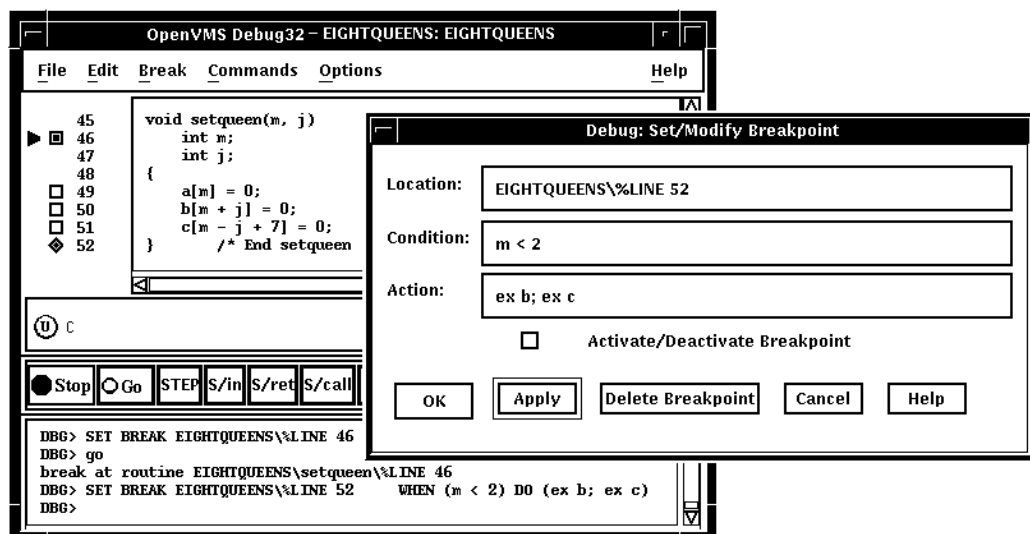 OpenVMS Debug32 – EIGHTQUEENS: EIGHTQUEENS
File Edit Break Commands Options Help
45 void setqueen(m, j)
46 int m;
47 int j;
48 {
49 a[m] = 0;
50 b[m + j] = 0;
51 c[m - j + 7] = 0;
52 } /* End setqueen
U C
Stop Go STEP S/in S/ret S/call
DBG> SET BREAK EIGHTQUEENS\%LINE 46
DBG> go
break at routine EIGHTQUEENS\setqueen\%LINE 46
DBG> SET BREAK EIGHTQUEENS\%LINE 52 WHEN (m < 2) DO (ex b; ex c)
DBG>
Debug: Set/Modify Breakpoint
Location: EIGHTQUEENS\%LINE 52
Condition: m < 2
Action: ex b; ex c
Activate/Deactivate Breakpoint
OK Apply Delete Breakpoint Cancel Help